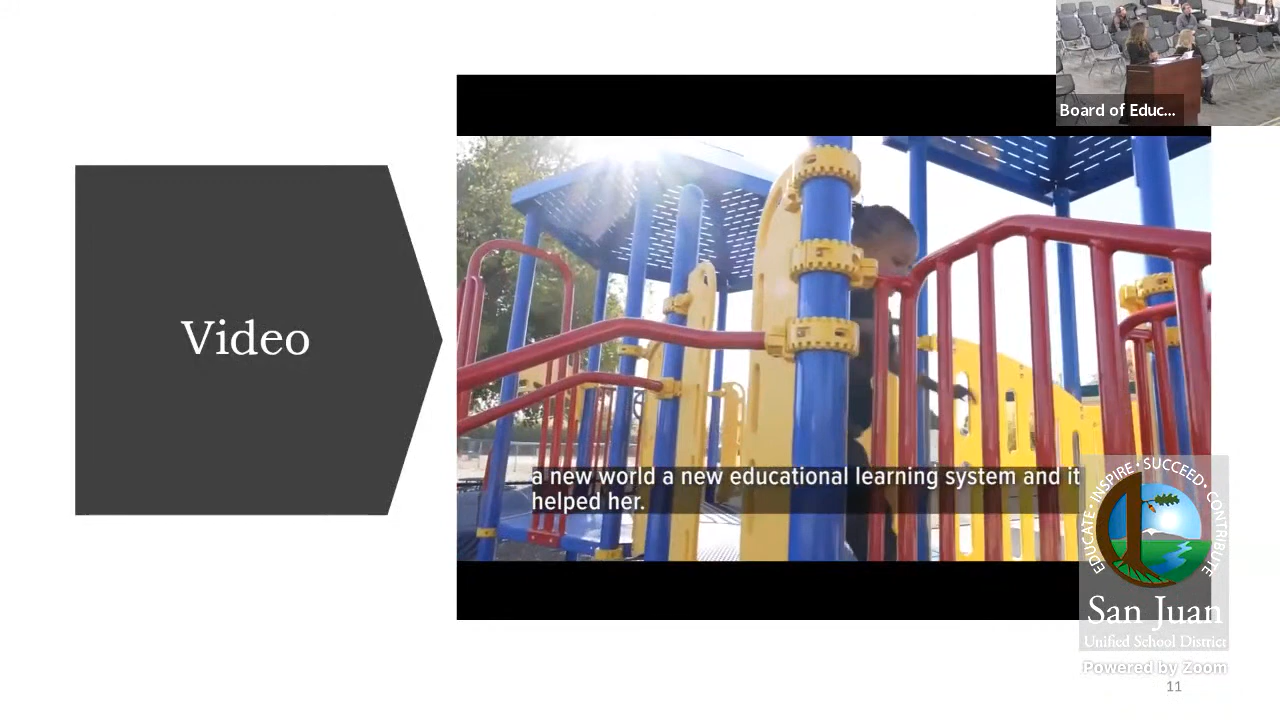 Board of Educ...
Video
a new world a new educational learning system and it
helped her.
EDUCATE · INSPIRE · SUCCEED · CONTRIBUTE
San Juan
Unified School District
Powered by Zoom
11